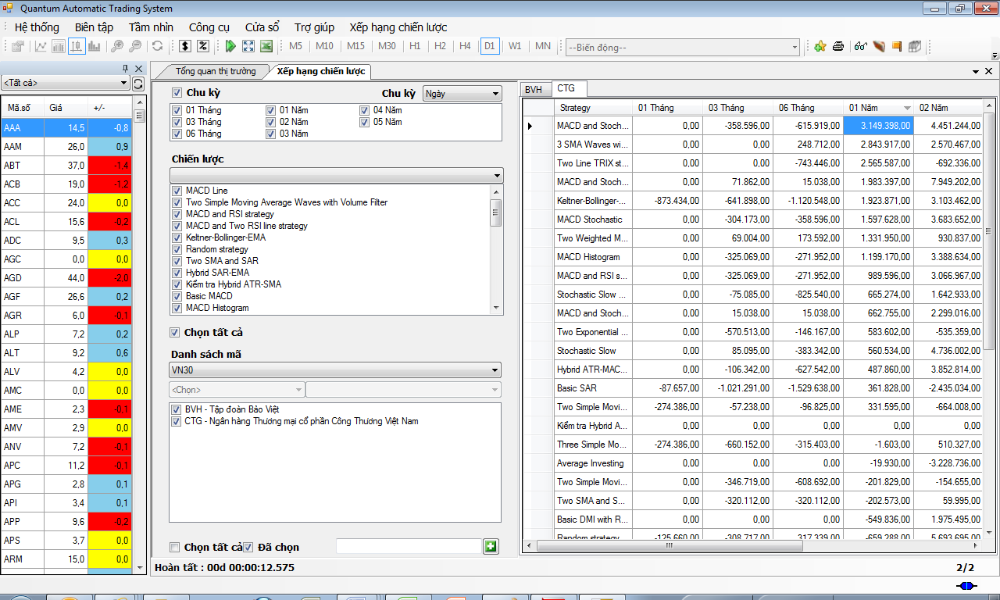 Quantum Automatic Trading System
Hệ thống Biên tập Tầm nhìn Công cụ Cửa sổ Trợ giúp Xếp hạng chiến lược
$ % M5 M10 M15 M30 H1 H2 H4 D1 W1 MN --Biến động--
<Tất cả>
Mã số Giá +/-
AAA 14,5 -0,8
AAM 26,0 0,9
ABT 37,0 -1,4
ACB 19,0 -1,2
ACC 24,0 0,0
ACL 15,6 -0,2
ADC 9,5 0,3
AGC 0,0 0,0
AGD 44,0 -2,0
AGF 26,6 0,2
AGR 6,0 -0,1
ALP 7,2 0,2
ALT 9,2 0,6
ALV 4,2 0,0
AMC 0,0 0,0
AME 2,3 -0,1
AMV 2,9 0,0
ANV 7,2 -0,1
APC 11,2 -0,1
APG 2,8 0,1
API 3,4 0,1
APP 9,6 -0,2
APS 3,7 0,0
ARM 15,0 0,0
Tổng quan thị trường Xếp hạng chiến lược
Chu kỳ Chu kỳ Ngày
01 Tháng 01 Năm 04 Năm
03 Tháng 02 Năm 05 Năm
06 Tháng 03 Năm
Chiến lược
MACD Line
Two Simple Moving Average Waves with Volume Filter
MACD and RSI strategy
MACD and Two RSI line strategy
Keltner-Bollinger-EMA
Random strategy
Two SMA and SAR
Hybrid SAR-EMA
Kiểm tra Hybrid ATR-SMA
Basic MACD
MACD Histogram
Chọn tất cả
Danh sách mã
VN30
<Chọn>
BVH - Tập đoàn Bảo Việt
CTG - Ngân hàng Thương mại cổ phần Công Thương Việt Nam
Chọn tất cả Đã chọn
BVH CTG
Strategy 01 Tháng 03 Tháng 06 Tháng 01 Năm 02 Năm
MACD and Stoch... 0,00 -358.596,00 -615.919,00 3.149.398,00 4.451.244,00
3 SMA Waves wi... 0,00 0,00 248.712,00 2.843.917,00 2.570.467,00
Two Line TRIX st... 0,00 0,00 -743.446,00 2.565.587,00 -692.336,00
MACD and Stoch... 0,00 71.862,00 15.038,00 1.983.397,00 7.949.202,00
Keltner-Bollinger-... -873.434,00 -641.898,00 -1.120.548,00 1.923.871,00 3.103.462,00
MACD Stochastic 0,00 -304.173,00 -358.596,00 1.597.628,00 3.683.652,00
Two Weighted M... 0,00 69.004,00 173.592,00 1.331.950,00 930.837,00
MACD Histogram 0,00 -325.069,00 -271.952,00 1.199.170,00 3.388.634,00
MACD and RSI s... 0,00 -325.069,00 -271.952,00 989.596,00 3.066.967,00
Stochastic Slow ... 0,00 -75.085,00 -825.540,00 665.274,00 1.642.933,00
MACD and Stoch... 0,00 15.038,00 15.038,00 662.755,00 2.299.016,00
Two Exponential ... 0,00 -570.513,00 -146.167,00 583.602,00 -535.359,00
Stochastic Slow 0,00 85.095,00 -383.342,00 560.534,00 4.736.002,00
Hybrid ATR-MAC... 0,00 -106.342,00 -627.542,00 487.860,00 3.852.814,00
Basic SAR -87.657,00 -1.021.291,00 -1.529.638,00 361.828,00 -2.435.034,00
Two Simple Movi... -274.386,00 -57.238,00 -96.825,00 331.595,00 -664.008,00
Kiểm tra Hybrid A... 0,00 0,00 0,00 0,00 0,00
Three Simple Mo... -274.386,00 -660.152,00 -315.403,00 -1.603,00 510.327,00
Average Investing 0,00 0,00 0,00 -19.930,00 -3.228.736,00
Two Simple Movi... 0,00 -346.719,00 -608.692,00 -201.829,00 -154.655,00
Two SMA and S... 0,00 -320.112,00 -320.112,00 -202.573,00 59.995,00
Basic DMI with R... 0,00 0,00 0,00 -549.836,00 1.975.495,00
Random strategy -125.660,00 -308.717,00 317.339,00 -659.288,00 5.693.695,00
Hoàn tất : 00d 00:00:12.575 2/2